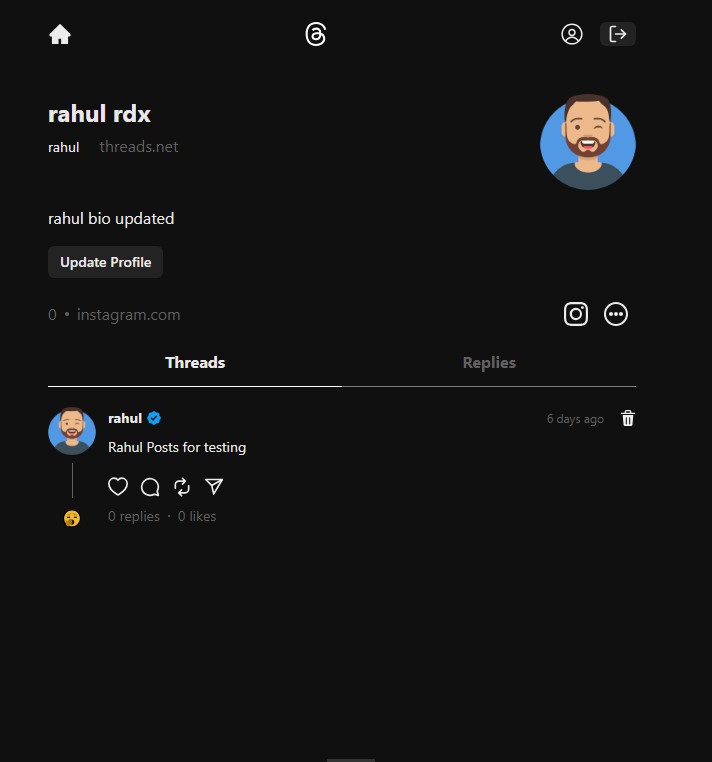 rahul rdx
rahul threads.net
rahul bio updated
Update Profile
0 • instagram.com
Threads Replies
rahul 6 days ago
Rahul Posts for testing
0 replies · 0 likes